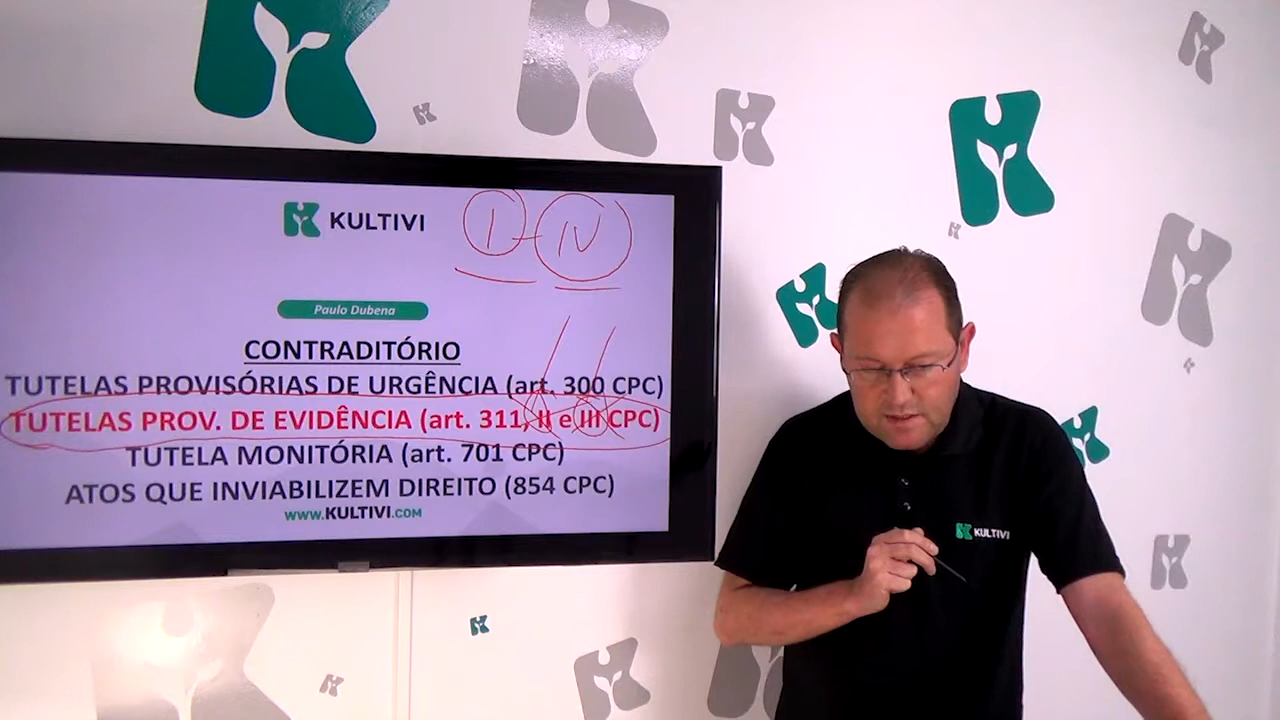 KULTIVI
I - IV
Paulo Dubena
CONTRADITÓRIO
TUTELAS PROVISÓRIAS DE URGÊNCIA (art. 300 CPC)
TUTELAS PROV. DE EVIDÊNCIA (art. 311, II e III CPC)
TUTELA MONITÓRIA (art. 701 CPC)
ATOS QUE INVIABILIZEM DIREITO (854 CPC)
WWW.KULTIVI.COM
KULTIVI